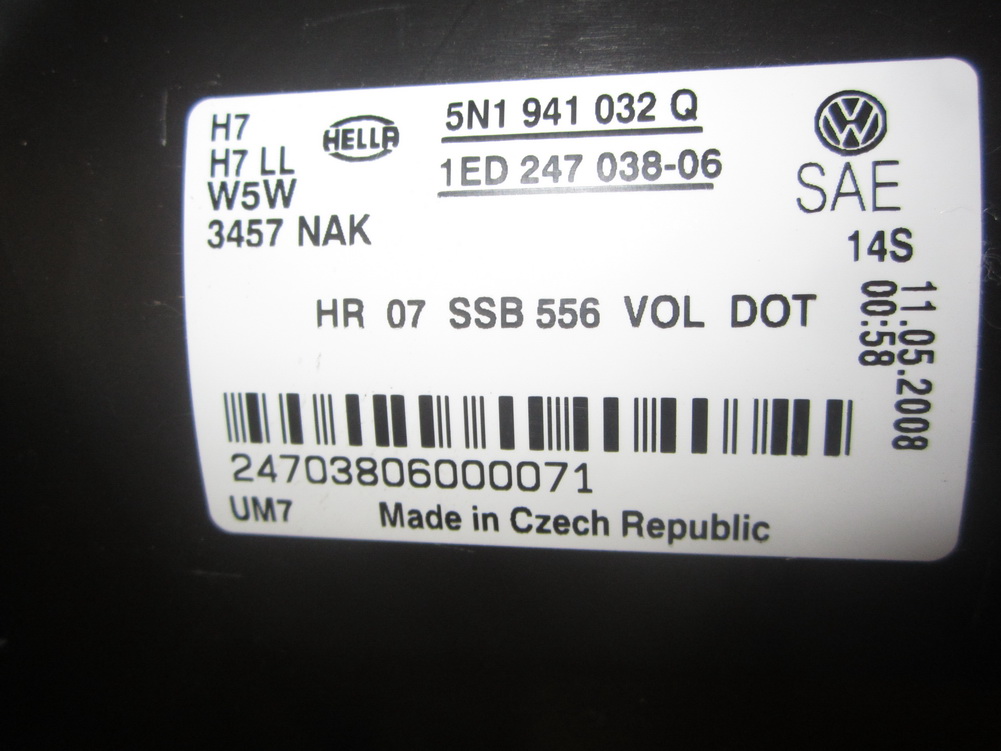 H7
H7 LL
W5W
3457 NAK
HELLA
5N1 941 032 Q
1ED 247 038-06
VW
SAE
14S
11.05.2008
00:58
HR 07 SSB 556 VOL DOT
24703806000071
UM7
Made in Czech Republic